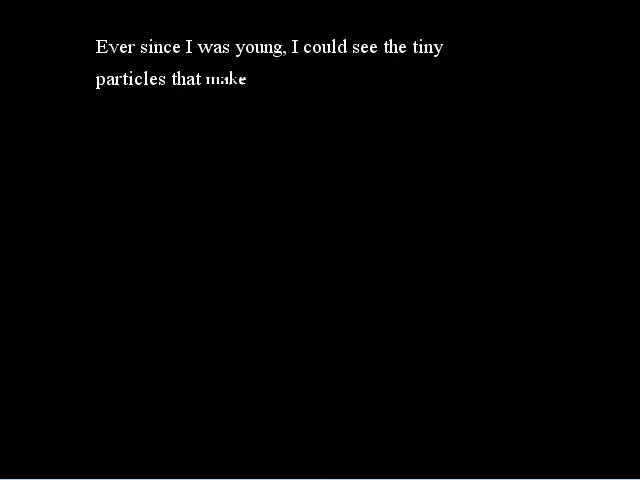 Ever since I was young, I could see the tiny
particles that make